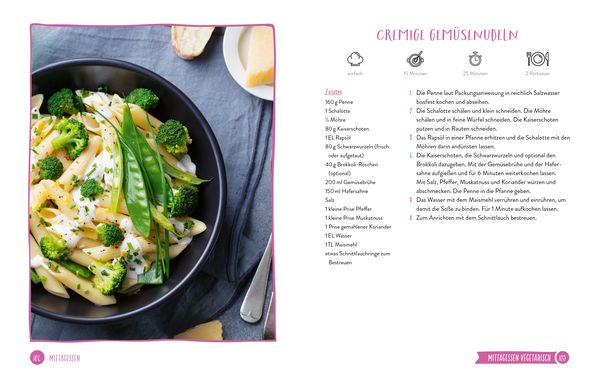 CREMIGE GEMÜSENUDELN
einfach
15 Minuten
25 Minuten
2 Portionen
Zutaten
160 g Penne
1 Schalotte
½ Möhre
80 g Kaiserschoten
1 EL Rapsöl
80 g Schwarzwurzeln (frisch
oder aufgetaut)
40 g Brokkoli-Röschen
(optional)
200 ml Gemüsebrühe
150 ml Hafersahne
Salz
1 kleine Prise Pfeffer
1 kleine Prise Muskatnuss
1 Prise gemahlener Koriander
1 EL Wasser
1 TL Maismehl
etwas Schnittlauchringe zum
Bestreuen
1. Die Penne laut Packungsanweisung in reichlich Salzwasser
bissfest kochen und abseihen.
2. Die Schalotte schälen und klein schneiden. Die Möhre
schälen und in feine Würfel schneiden. Die Kaiserschoten
putzen und in Rauten schneiden.
3. Das Rapsöl in einer Pfanne erhitzen und die Schalotte mit den
Möhren darin andünsten lassen.
4. Die Kaiserschoten, die Schwarzwurzeln und optional den
Brokkoli dazugeben. Mit der Gemüsebrühe und der Hafer-
sahne aufgießen und für 6 Minuten weiterkochen lassen.
Mit Salz, Pfeffer, Muskatnuss und Koriander würzen und
abschmecken. Die Penne in die Pfanne geben.
5. Das Wasser mit dem Maismehl verrühren und einrühren, um
damit die Soße zu binden. Für 1 Minute aufkochen lassen.
6. Zum Anrichten mit dem Schnittlauch bestreuen.
102 MITTAGESSEN
MITTAGESSEN VEGETARISCH 103